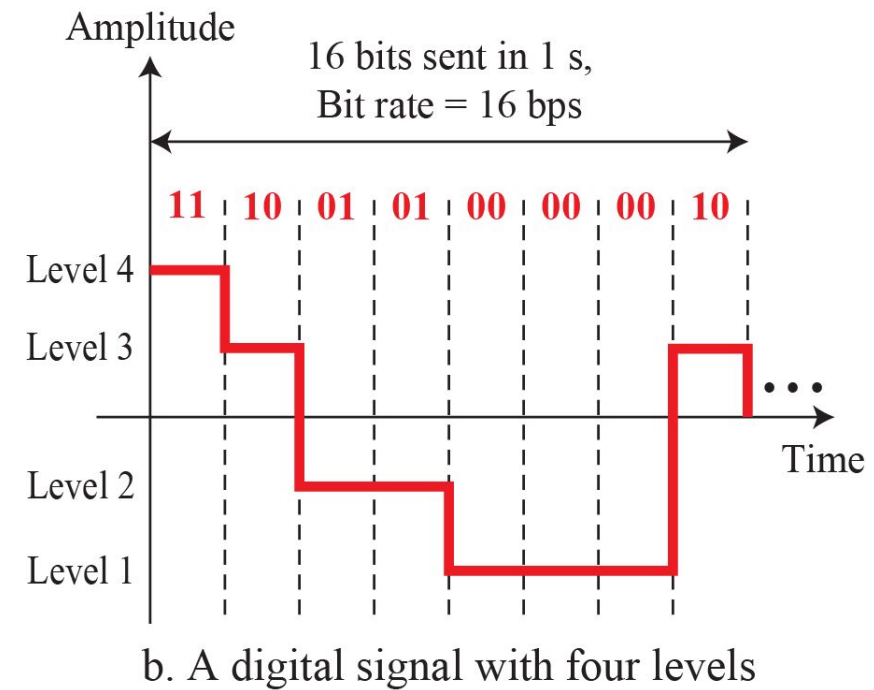 Amplitude
16 bits sent in 1 s,
Bit rate = 16 bps
11 10 01 01 00 00 00 10
Level 4
Level 3
Time
Level 2
Level 1
b. A digital signal with four levels